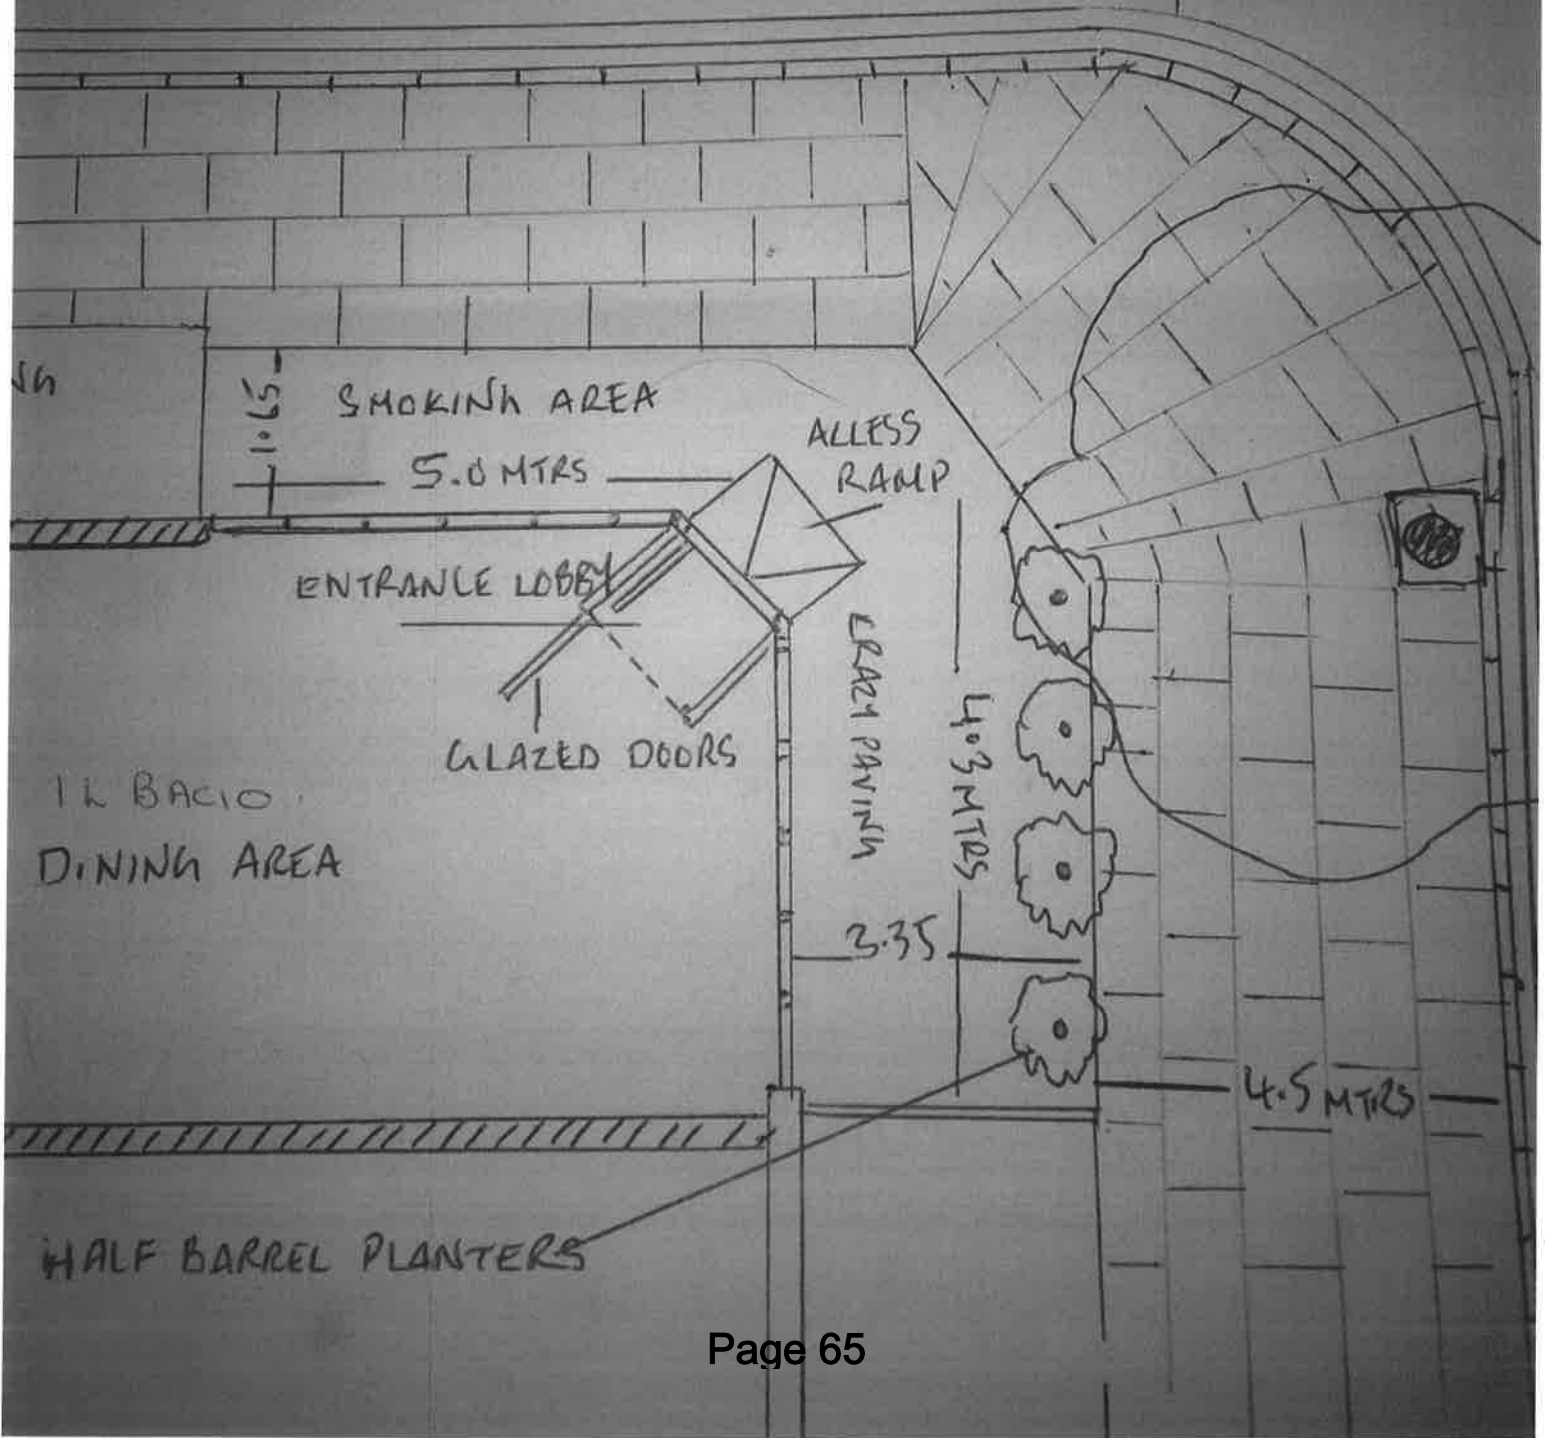 NG
1.65
SMOKING AREA
5.0 MTRS
ACCESS
RAMP
ENTRANCE LOBBY
GLAZED DOORS
CRAZY PAVING
4.3 MTRS
IL BACIO.
DINING AREA
2.35
4.5 MTRS
HALF BARREL PLANTERS
Page 65